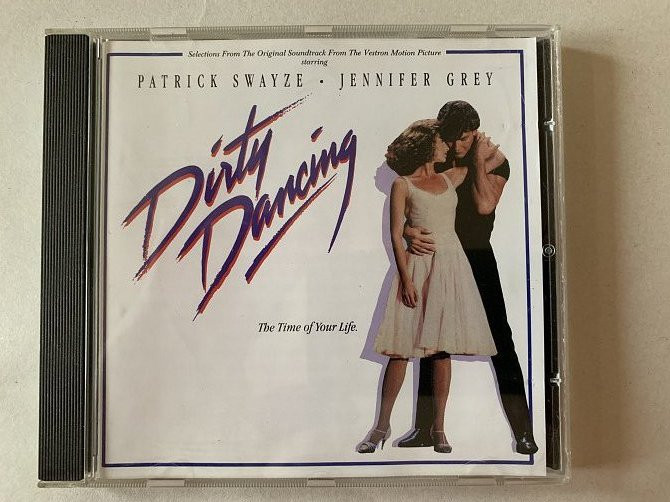 Selections From The Original Soundtrack From The Vestron Motion Picture
starring
PATRICK SWAYZE • JENNIFER GREY
Dirty
Dancing
The Time of Your Life.